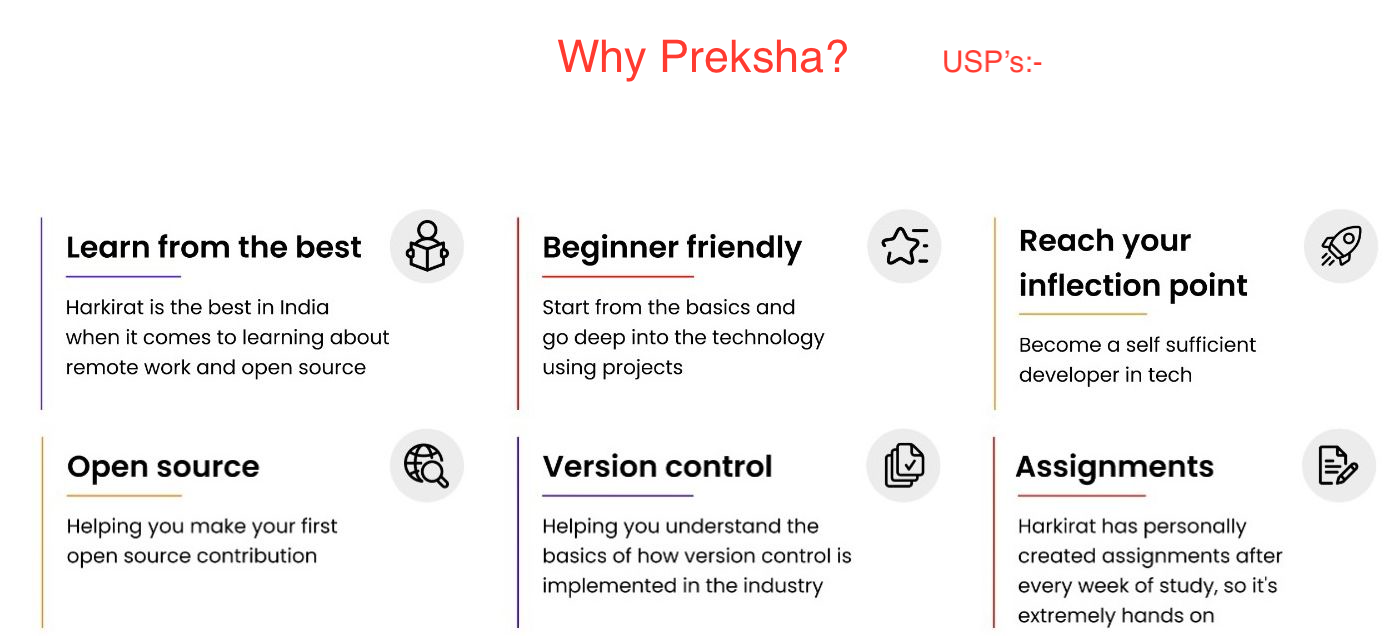 Why Preksha? USP’s:-
Learn from the best
Harkirat is the best in India
when it comes to learning about
remote work and open source
Beginner friendly
Start from the basics and
go deep into the technology
using projects
Reach your
inflection point
Become a self sufficient
developer in tech
Open source
Helping you make your first
open source contribution
Version control
Helping you understand the
basics of how version control is
implemented in the industry
Assignments
Harkirat has personally
created assignments after
every week of study, so it's
extremely hands on